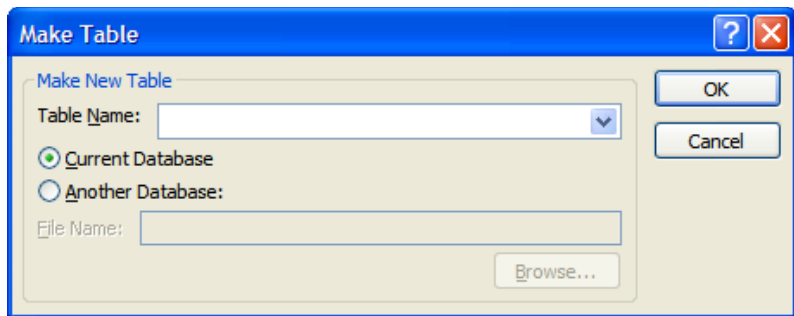 Make Table
Make New Table
Table Name:
OK
Current Database
Cancel
Another Database:
File Name:
Browse...